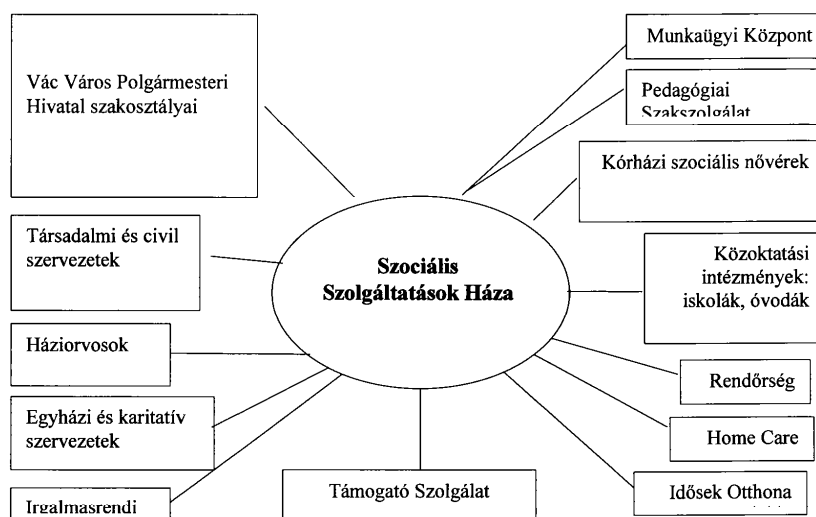 Vác Város Polgármesteri
Hivatal szakosztályai
Munkaügyi Központ
Pedagógiai
Szakszolgálat
Kórházi szociális nővérek
Társadalmi és civil
szervezetek
Szociális
Szolgáltatások Háza
Közoktatási
intézmények:
iskolák, óvodák
Háziorvosok
Rendőrség
Egyházi és karitatív
szervezetek
Home Care
Támogató Szolgálat
Idősek Otthona
Irgalmasrendi